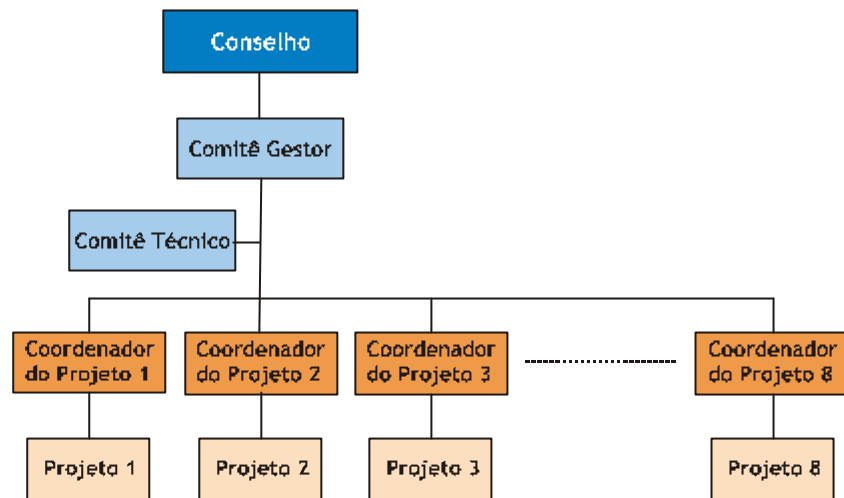 Conselho
Comitê Gestor
Comitê Técnico
Coordenador
do Projeto 1
Coordenador
do Projeto 2
Coordenador
do Projeto 3
Coordenador
do Projeto 8
Projeto 1
Projeto 2
Projeto 3
Projeto 8